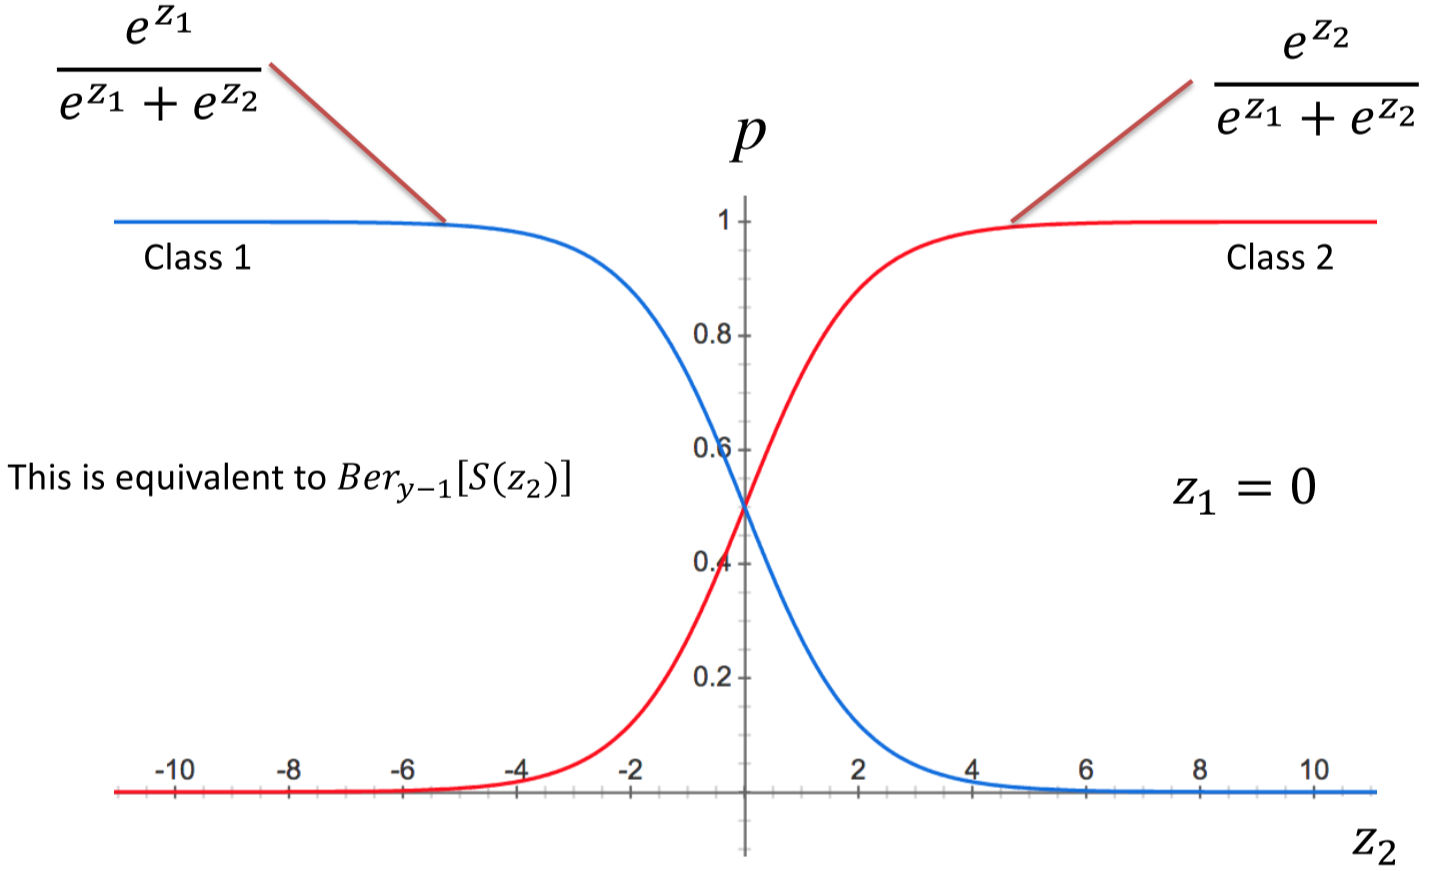 e^{z_1}
e^{z_1} + e^{z_2}
e^{z_2}
e^{z_1} + e^{z_2}
p
1
Class 1
Class 2
0.8
0.6
This is equivalent to Ber_{y−1}[S(z_2)]
z_1 = 0
0.4
0.2
-10 -8 -6 -4 -2 2 4 6 8 10
z_2